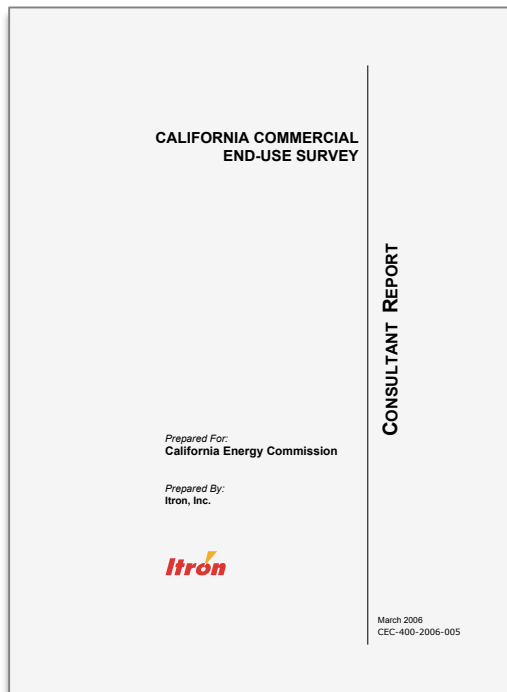 CALIFORNIA COMMERCIAL
END-USE SURVEY
CONSULTANT REPORT
Prepared For:
California Energy Commission
Prepared By:
Itron, Inc.
Itron
March 2006
CEC-400-2006-005